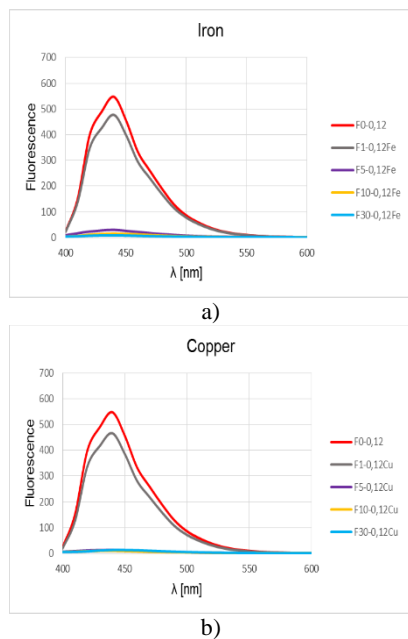 Iron
700
600
500
400
300
200
100
0
Fluorescence
400 450 500 550 600
λ [nm]
F0-0,12
F1-0,12Fe
F5-0,12Fe
F10-0,12Fe
F30-0,12Fe
a)
Copper
700
600
500
400
300
200
100
0
Fluorescence
400 450 500 550 600
λ [nm]
F0-0,12
F1-0,12Cu
F5-0,12Cu
F10-0,12Cu
F30-0,12Cu
b)